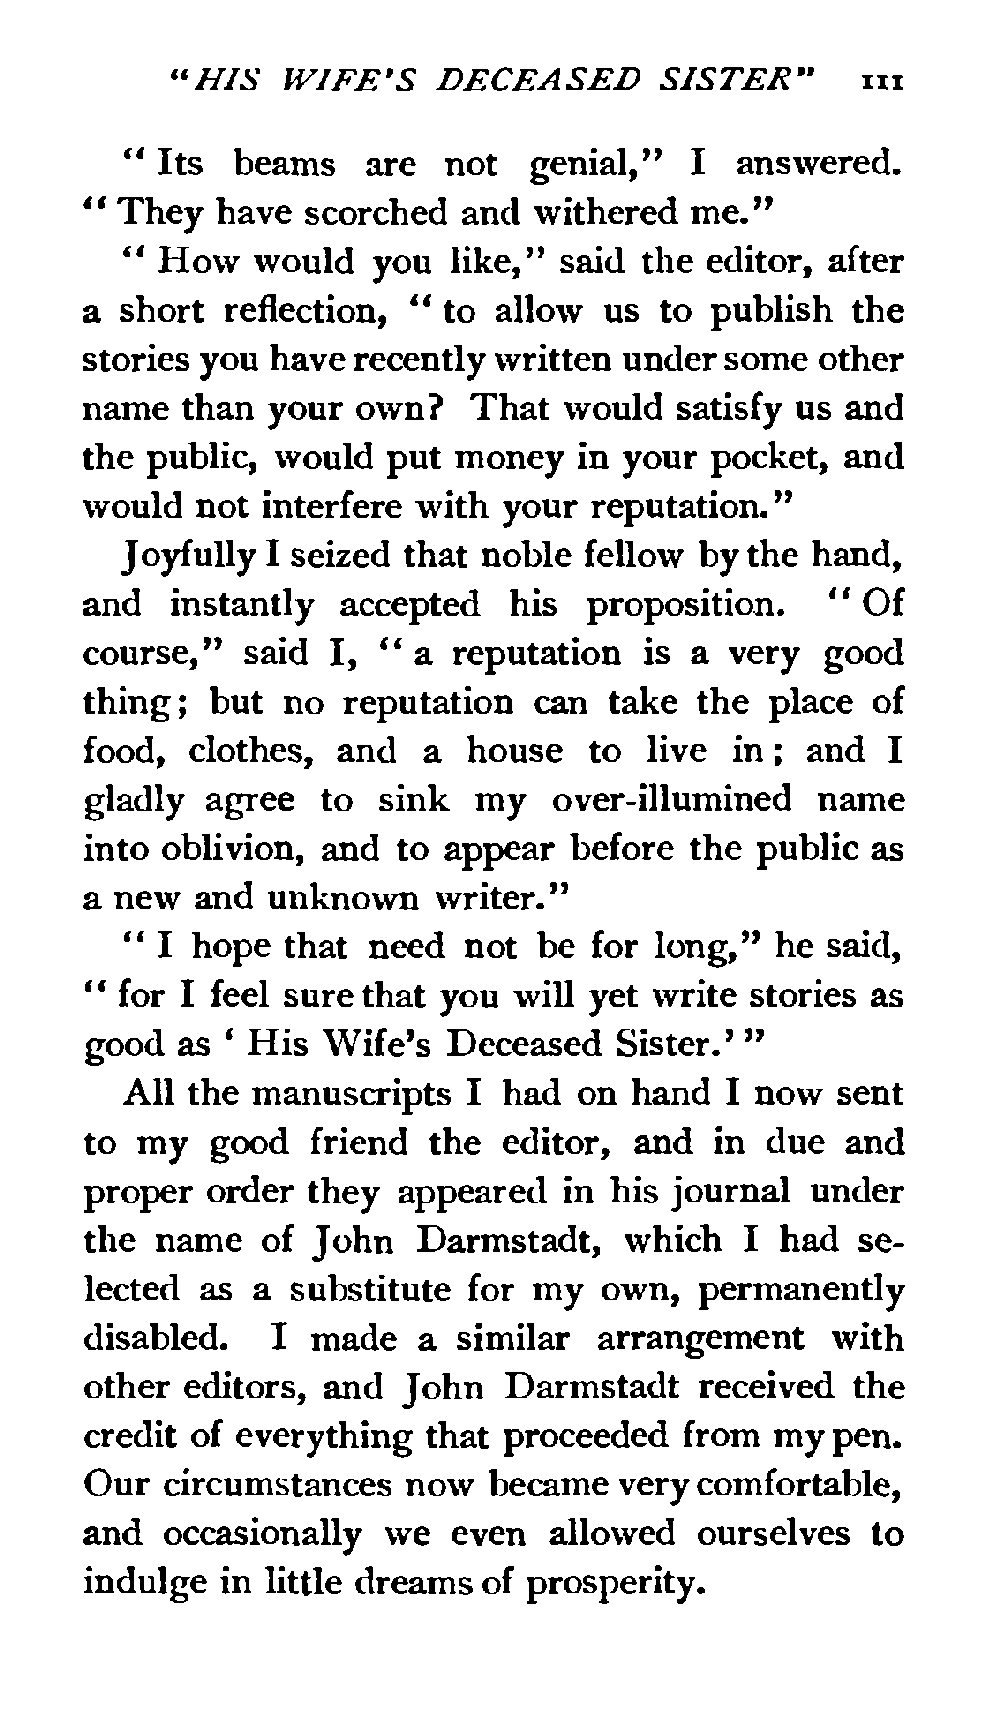 "HIS WIFE'S DECEASED SISTER" 111
"Its beams are not genial," I answered.
"They have scorched and withered me."
"How would you like," said the editor, after
a short reflection, "to allow us to publish the
stories you have recently written under some other
name than your own? That would satisfy us and
the public, would put money in your pocket, and
would not interfere with your reputation."
Joyfully I seized that noble fellow by the hand,
and instantly accepted his proposition. "Of
course," said I, "a reputation is a very good
thing; but no reputation can take the place of
food, clothes, and a house to live in; and I
gladly agree to sink my over-illumined name
into oblivion, and to appear before the public as
a new and unknown writer."
"I hope that need not be for long," he said,
"for I feel sure that you will yet write stories as
good as 'His Wife's Deceased Sister.'"
All the manuscripts I had on hand I now sent
to my good friend the editor, and in due and
proper order they appeared in his journal under
the name of John Darmstadt, which I had se-
lected as a substitute for my own, permanently
disabled. I made a similar arrangement with
other editors, and John Darmstadt received the
credit of everything that proceeded from my pen.
Our circumstances now became very comfortable,
and occasionally we even allowed ourselves to
indulge in little dreams of prosperity.